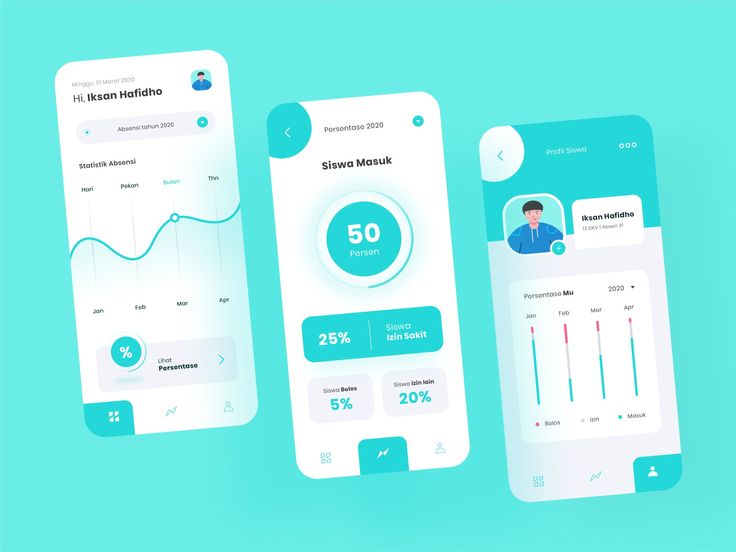 Minggu, 01 Maret 2020
Hi, Iksan Hafidho
Absensi tahun 2020
Statistik Absensi
Hari Pekan Bulan Thn
Jan Feb Mar Apr
%
Lihat
Persentase
Persentase 2020
Siswa Masuk
50
Persen
25%
Siswa
Izin Sakit
Siswa Bolos
5%
Siswa izin lain
20%
Profil Siswa
Iksan Hafidho
12 DKV 1 Absen 31
Persentase Mu
2020
Jan Feb Mar Apr
Bolos Izin Masuk